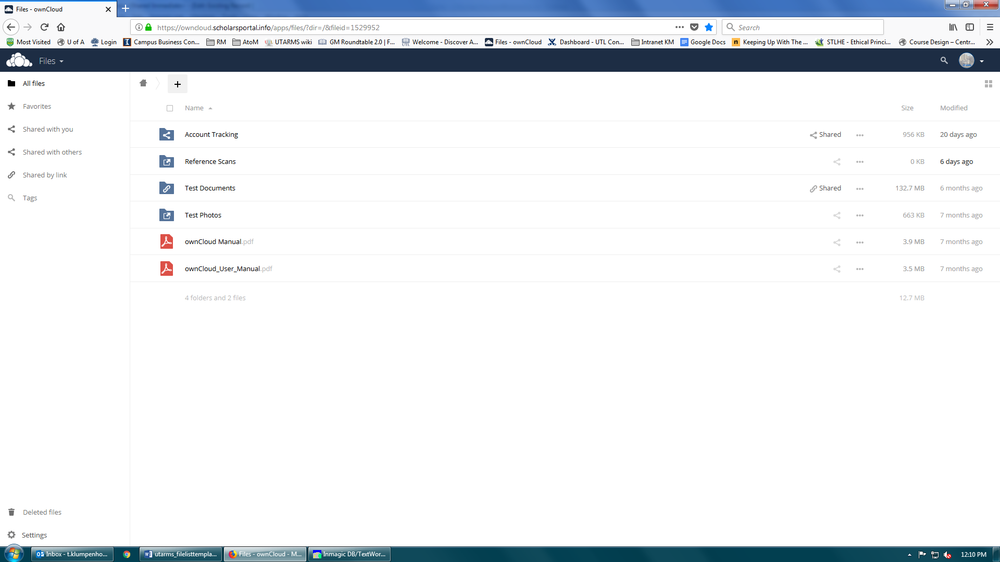 Files - ownCloud
https://owncloud.scholarsportal.info/apps/files/?dir=/&fileid=1529952
Search
Most Visited U of A Login Campus Business Con... RM AtoM UTARMS wiki GM Roundtable 2.0 | F... Welcome - Discover A... Files - ownCloud Dashboard - UTL Con... Intranet KM Google Docs Keeping Up With The ... STLHE - Ethical Princi... Course Design – Centr...
Files
All files
Favorites
Shared with you
Shared with others
Shared by link
Tags
Name Size Modified
Account Tracking Shared 956 KB 20 days ago
Reference Scans 0 KB 6 days ago
Test Documents Shared 132.7 MB 6 months ago
Test Photos 663 KB 7 months ago
ownCloud Manual.pdf 3.9 MB 7 months ago
ownCloud_User_Manual.pdf 3.5 MB 7 months ago
4 folders and 2 files 12.7 MB
Deleted files
Settings
Inbox - t.klumpenho... utarms_filelisttempla... Files - ownCloud - M... Inmagic DB/TextWor... 12:10 PM